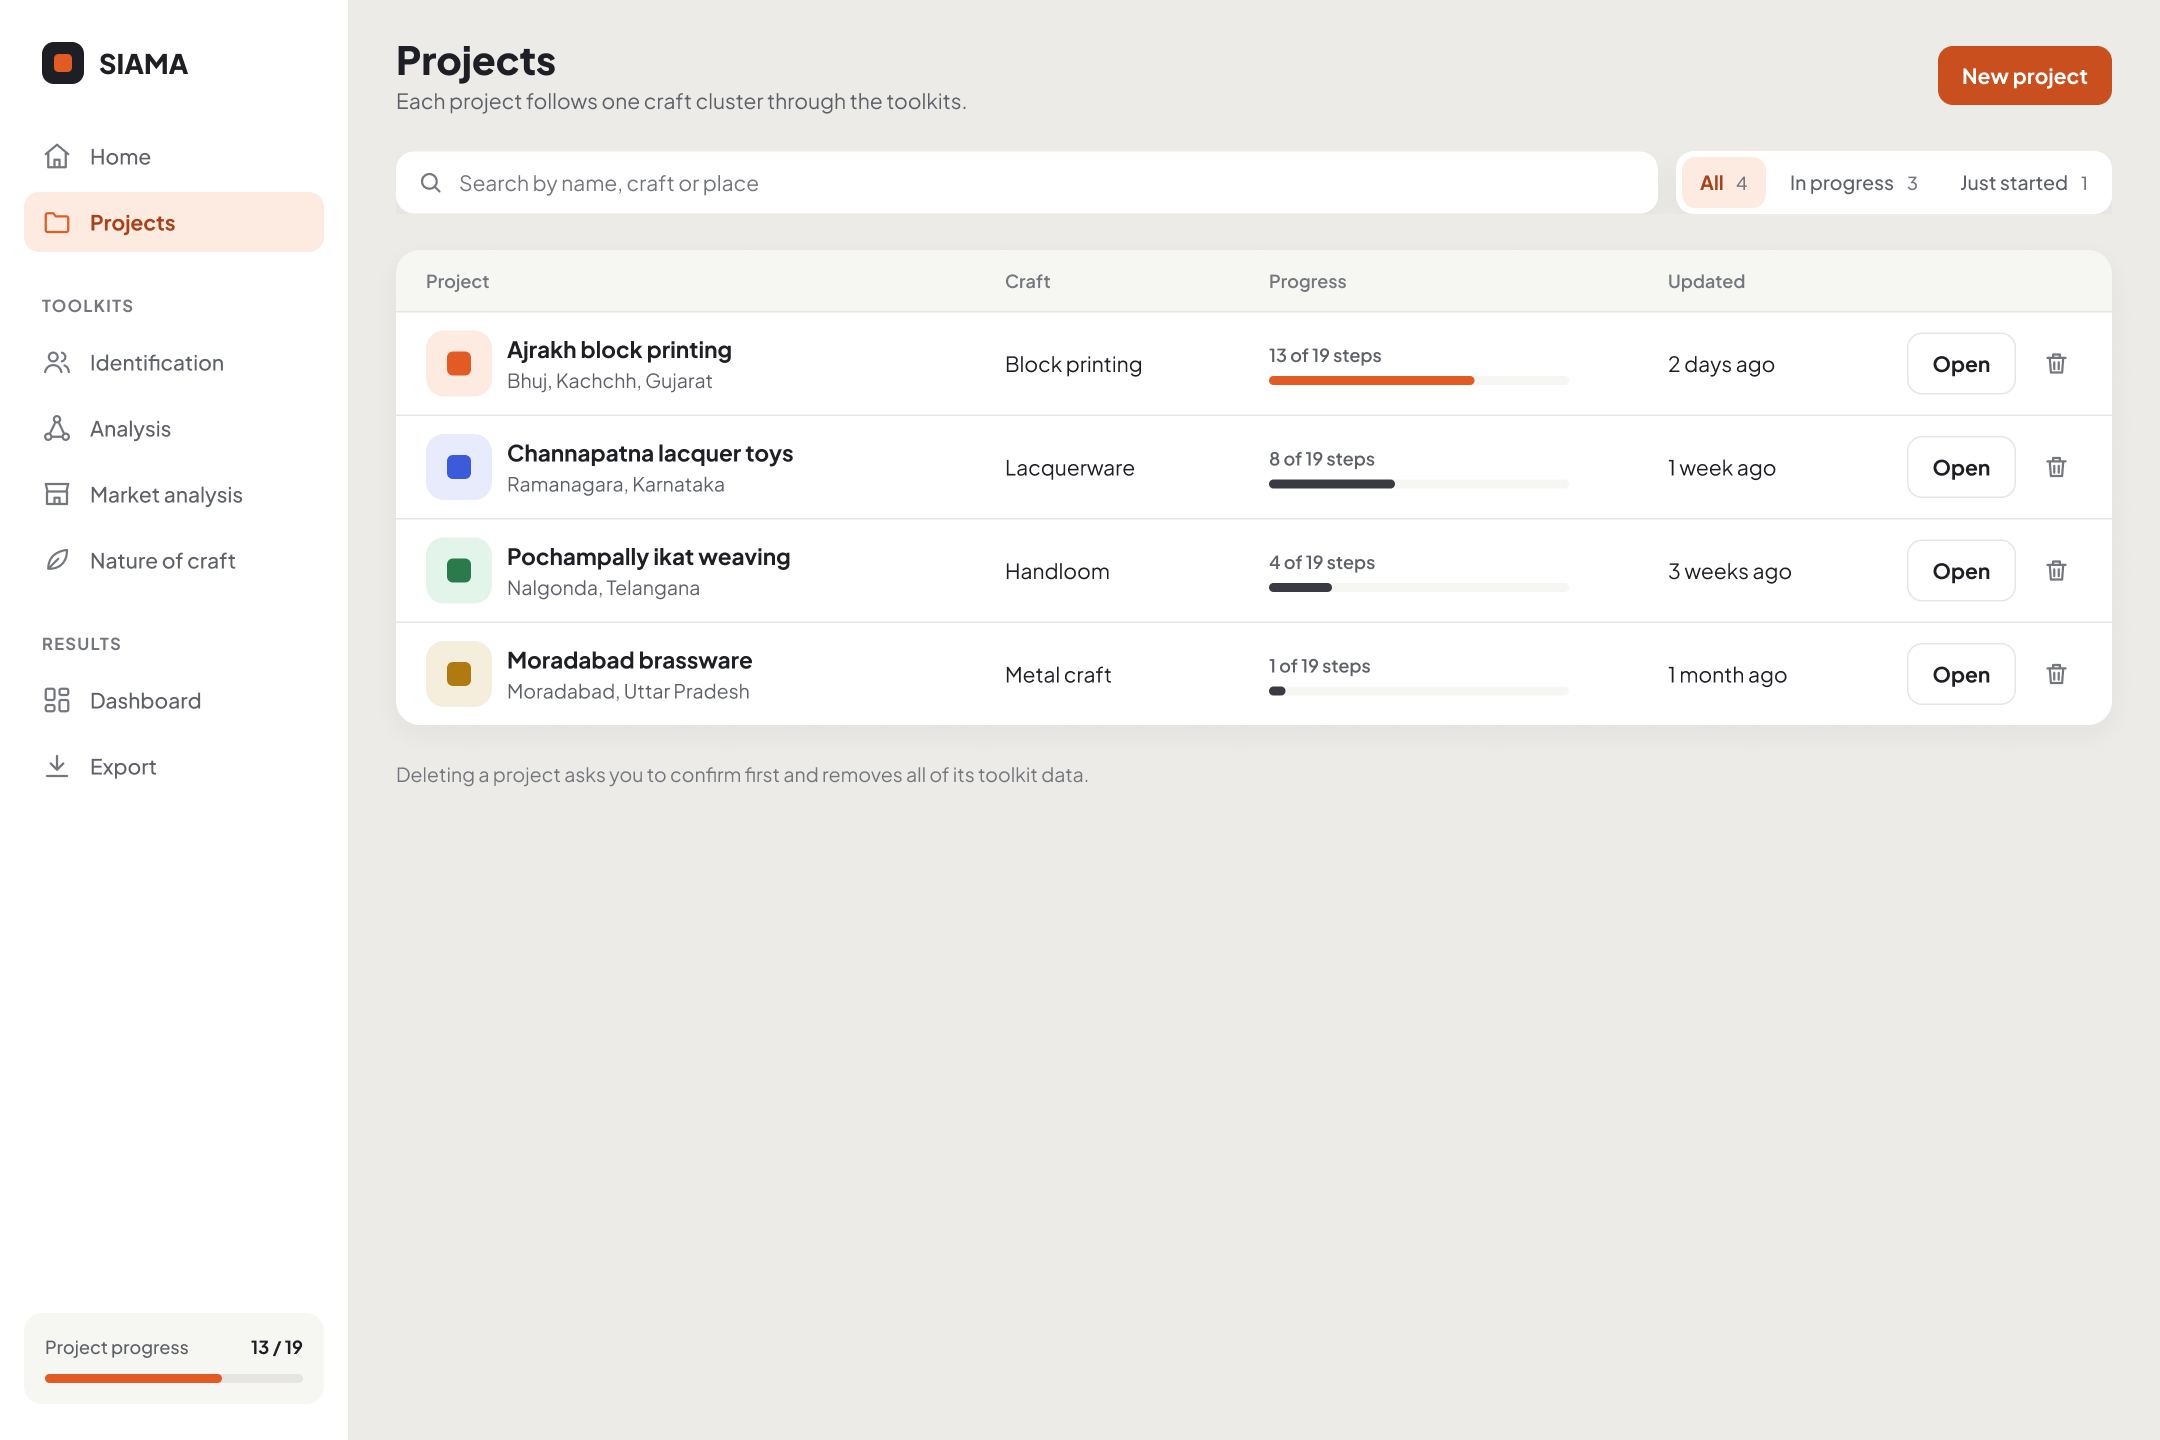 SIAMA
Home
Projects
TOOLKITS
Identification
Analysis
Market analysis
Nature of craft
RESULTS
Dashboard
Export
Project progress 13 / 19
Projects
Each project follows one craft cluster through the toolkits.
New project
Search by name, craft or place
All 4 In progress 3 Just started 1
Project Craft Progress Updated
Ajrakh block printing
Bhuj, Kachchh, Gujarat
Block printing
13 of 19 steps
2 days ago
Open
Channapatna lacquer toys
Ramanagara, Karnataka
Lacquerware
8 of 19 steps
1 week ago
Open
Pochampally ikat weaving
Nalgonda, Telangana
Handloom
4 of 19 steps
3 weeks ago
Open
Moradabad brassware
Moradabad, Uttar Pradesh
Metal craft
1 of 19 steps
1 month ago
Open
Deleting a project asks you to confirm first and removes all of its toolkit data.